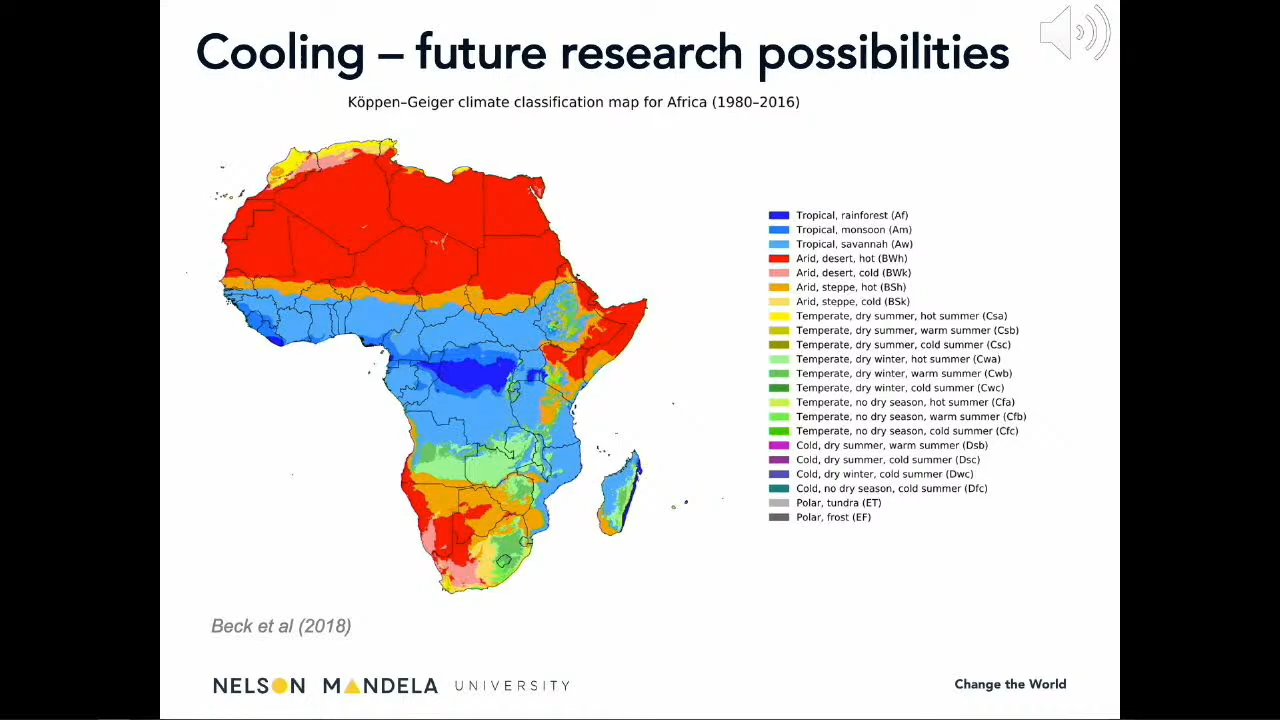 Cooling – future research possibilities
Köppen–Geiger climate classification map for Africa (1980–2016)
Tropical, rainforest (Af)
Tropical, monsoon (Am)
Tropical, savannah (Aw)
Arid, desert, hot (BWh)
Arid, desert, cold (BWk)
Arid, steppe, hot (BSh)
Arid, steppe, cold (BSk)
Temperate, dry summer, hot summer (Csa)
Temperate, dry summer, warm summer (Csb)
Temperate, dry summer, cold summer (Csc)
Temperate, dry winter, hot summer (Cwa)
Temperate, dry winter, warm summer (Cwb)
Temperate, dry winter, cold summer (Cwc)
Temperate, no dry season, hot summer (Cfa)
Temperate, no dry season, warm summer (Cfb)
Temperate, no dry season, cold summer (Cfc)
Cold, dry summer, warm summer (Dsb)
Cold, dry summer, cold summer (Dsc)
Cold, dry winter, cold summer (Dwc)
Cold, no dry season, cold summer (Dfc)
Polar, tundra (ET)
Polar, frost (EF)
Beck et al (2018)
NELSON MANDELA UNIVERSITY
Change the World